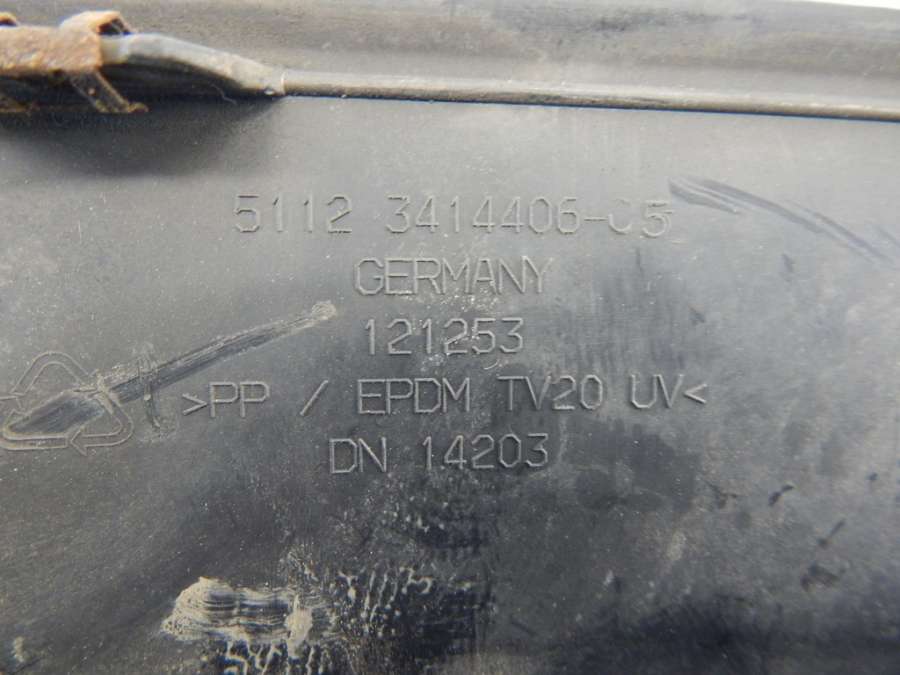 5112 3414406-05
GERMANY
121253
>PP / EPDM TV20 UV<
DN 14203